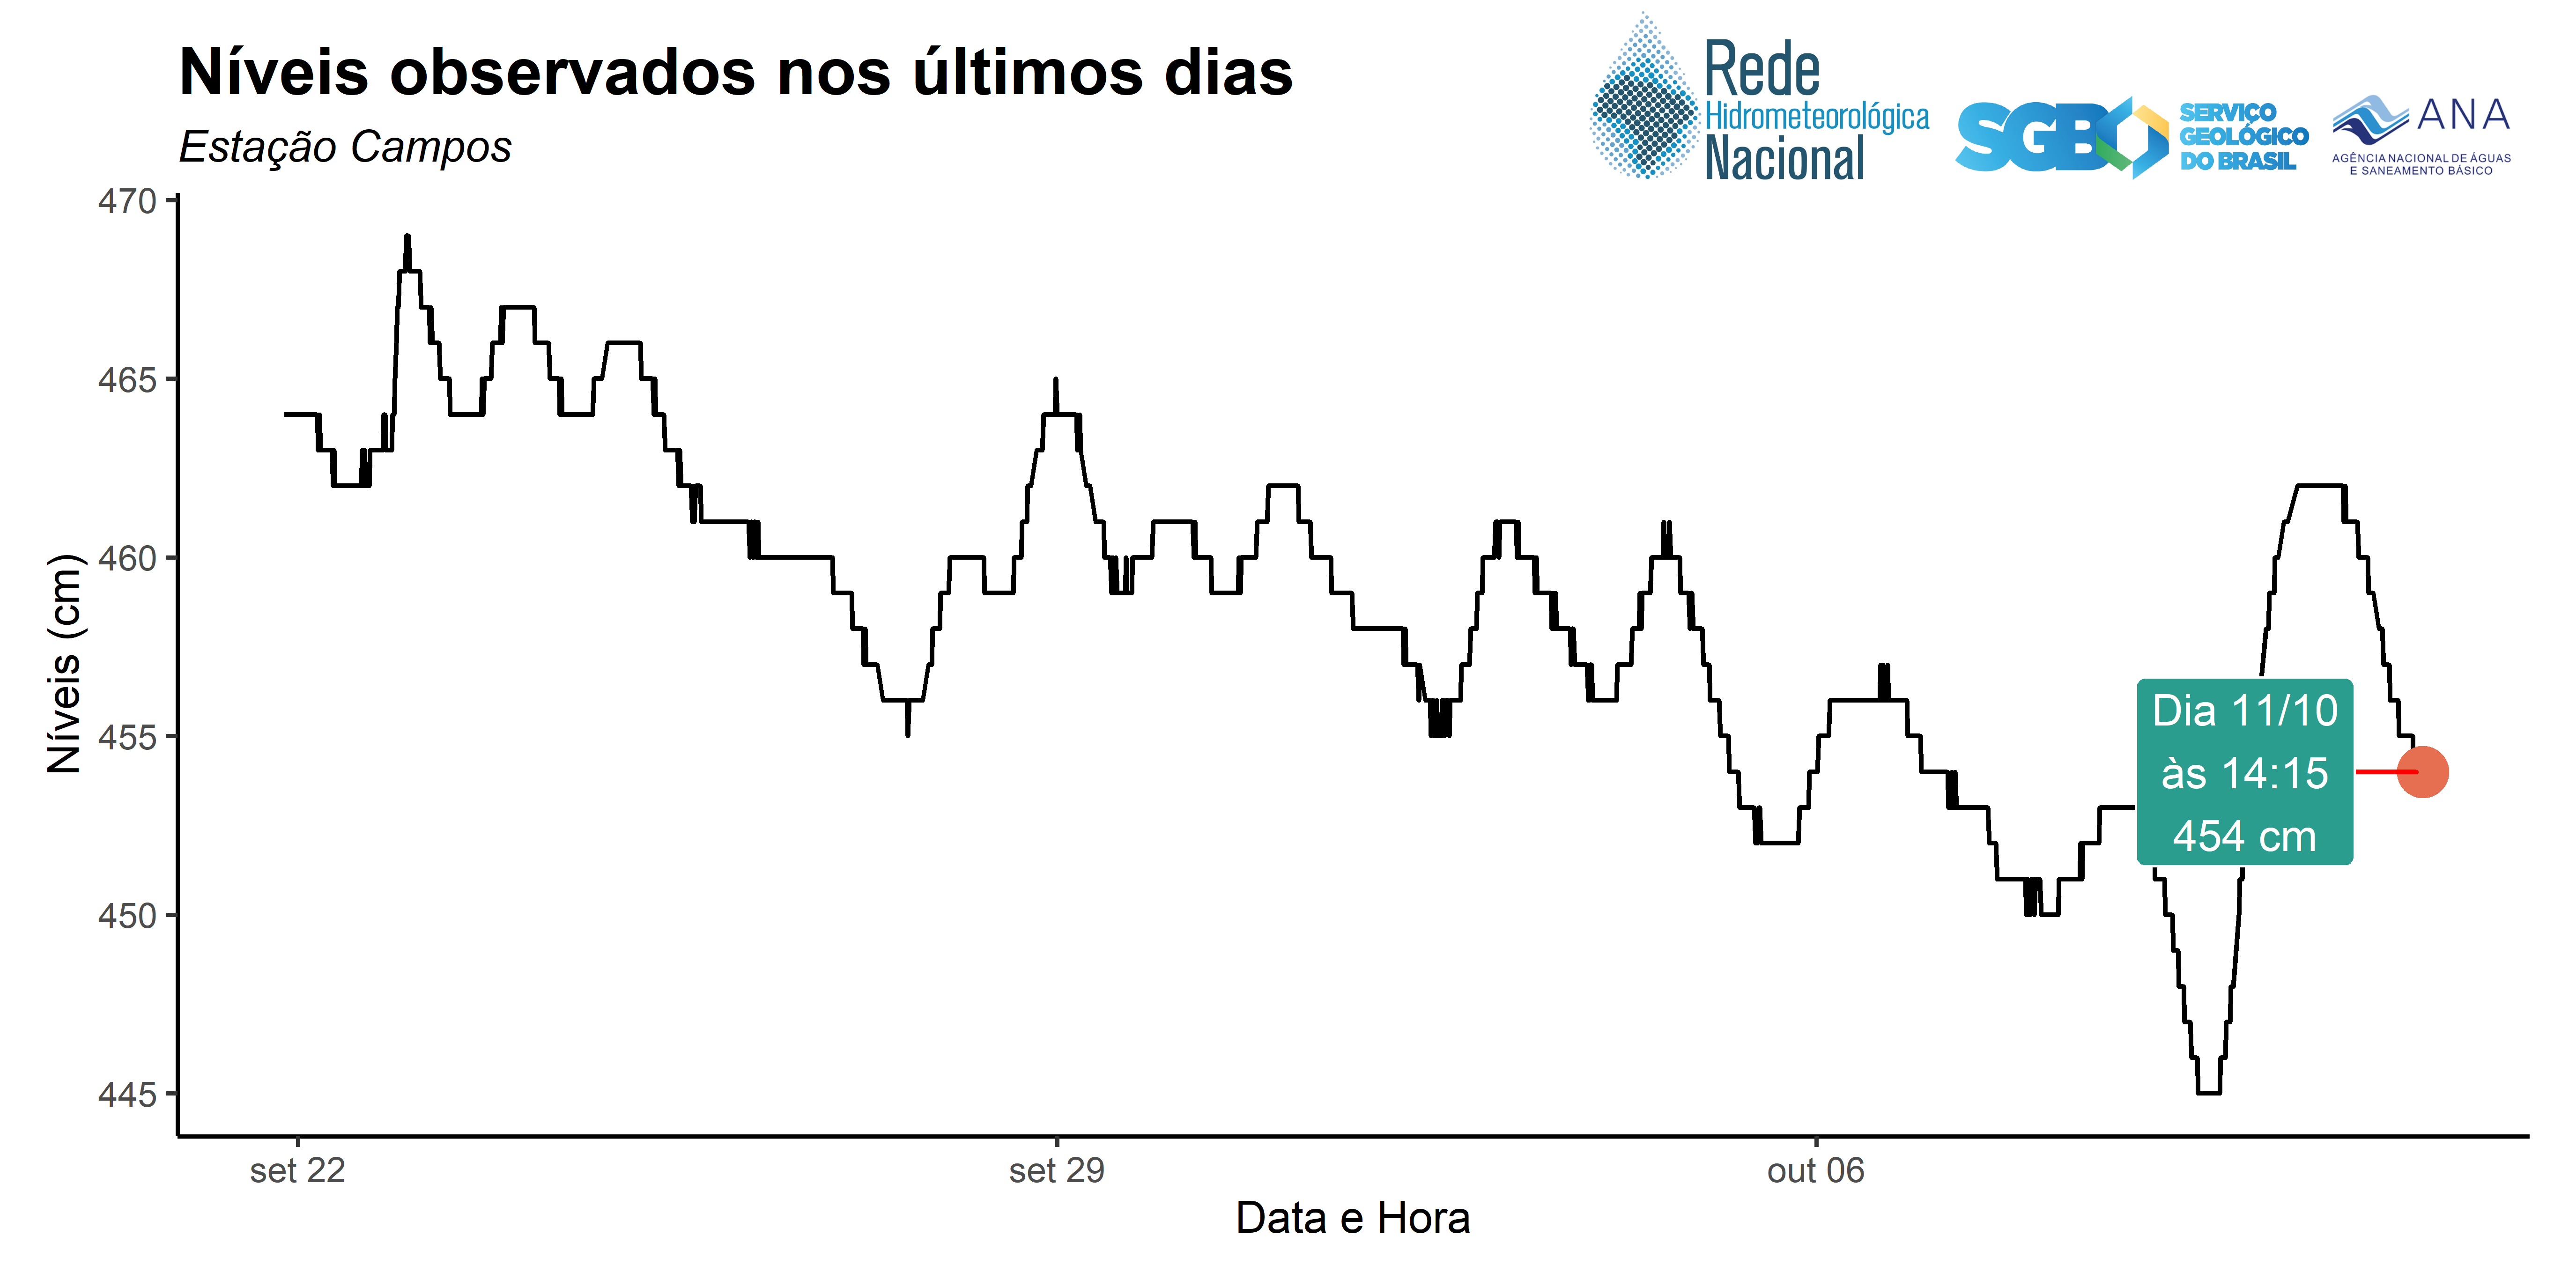 Níveis observados nos últimos dias
Estação Campos
Rede
Hidrometeorológica
Nacional
SGB
SERVIÇO
GEOLÓGICO
DO BRASIL
ANA
AGÊNCIA NACIONAL DE ÁGUAS
E SANEAMENTO BÁSICO
Níveis (cm)
470
465
460
455
450
445
Dia 11/10
às 14:15
454 cm
set 22
set 29
out 06
Data e Hora